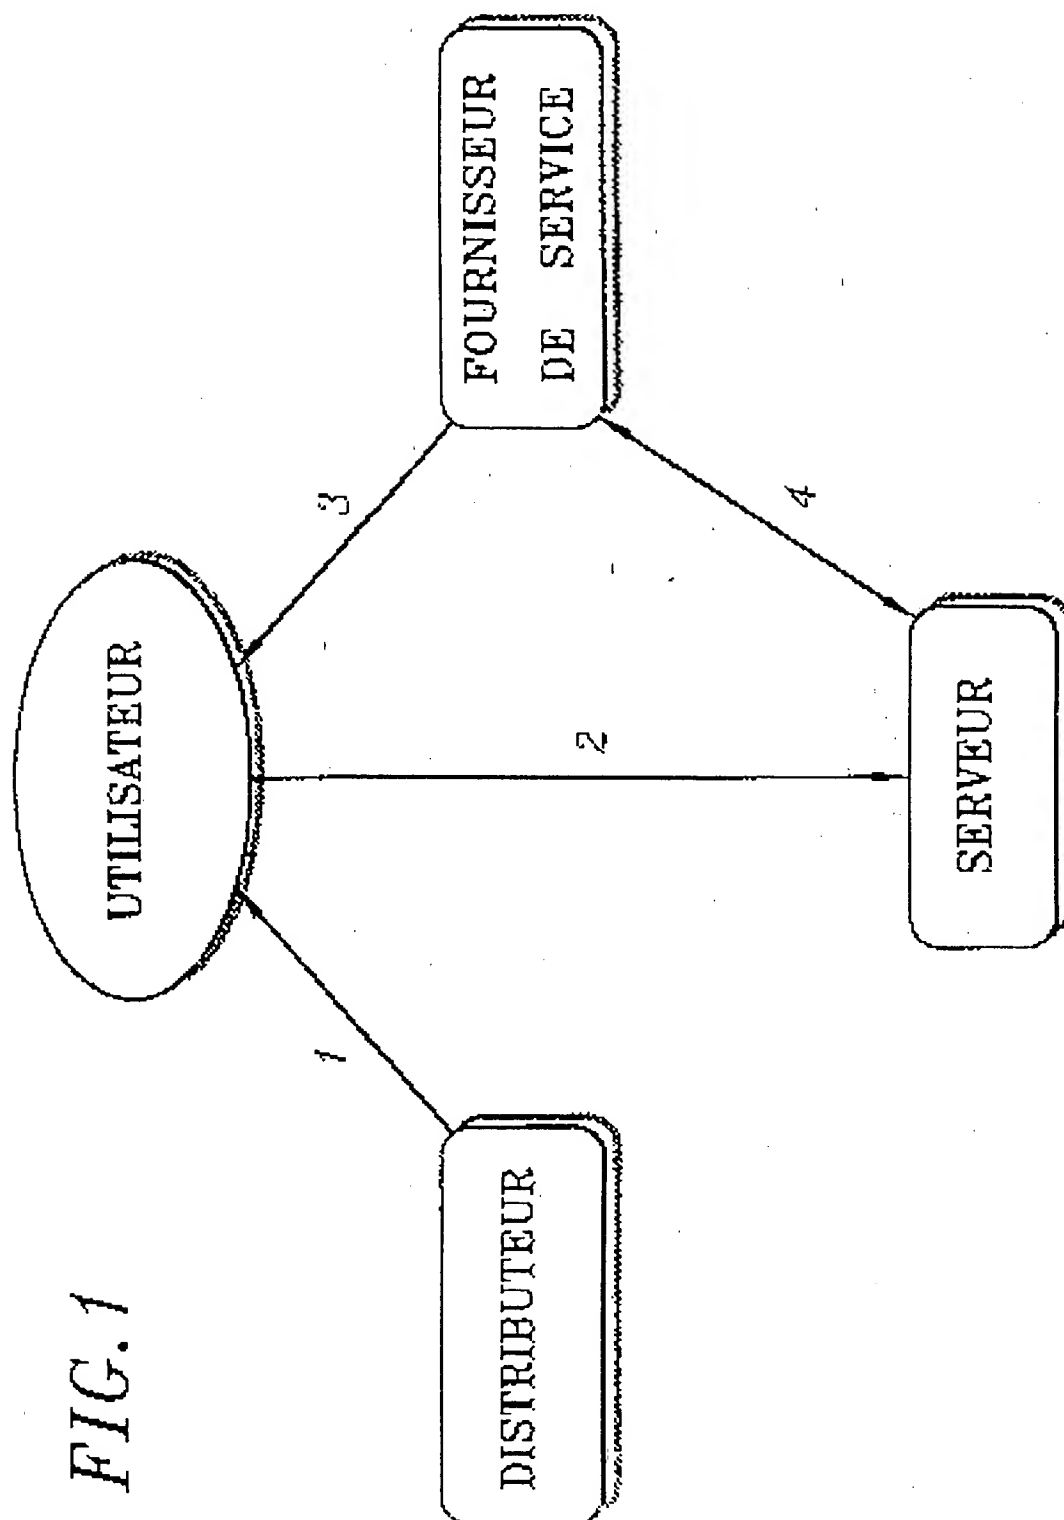 FIG.1
UTILISATEUR
1
3
DISTRIBUTEUR
2
FOURNISSEUR
DE SERVICE
4
SERVEUR